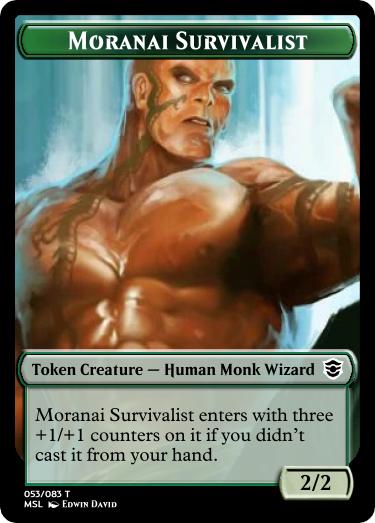 Moranai Survivalist
Token Creature — Human Monk Wizard
Moranai Survivalist enters with three
+1/+1 counters on it if you didn't
cast it from your hand.
2/2
053/083 T
MSL Edwin David